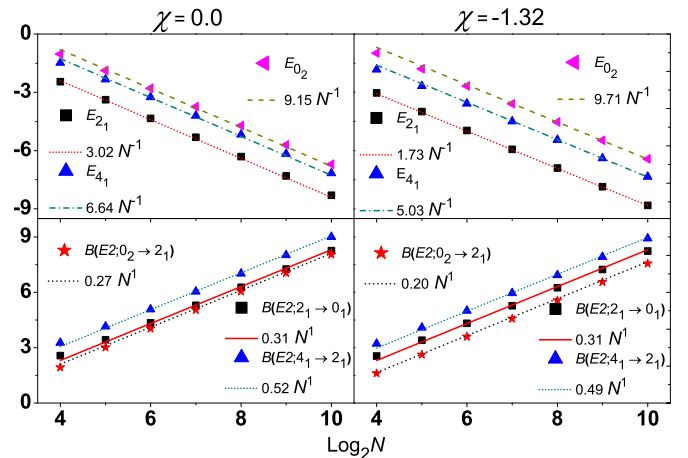 χ = 0.0
χ = -1.32
0
-3
-6
-9
E₀₂
9.15 N⁻¹
E₂₁
3.02 N⁻¹
E₄₁
6.64 N⁻¹
E₀₂
9.71 N⁻¹
E₂₁
1.73 N⁻¹
E₄₁
5.03 N⁻¹
9
6
3
0
B(E2;0₂→2₁)
0.27 N¹
B(E2;2₁→0₁)
0.31 N¹
B(E2;4₁→2₁)
0.52 N¹
B(E2;0₂→2₁)
0.20 N¹
B(E2;2₁→0₁)
0.31 N¹
B(E2;4₁→2₁)
0.49 N¹
4 6 8 10 4 6 8 10
Log₂N